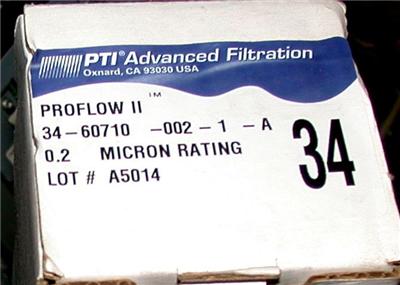 PTI® Advanced Filtration
Oxnard, CA 93030 USA
PROFLOW II™
34-60710 -002-1 -A
0.2 MICRON RATING
LOT # A5014
34